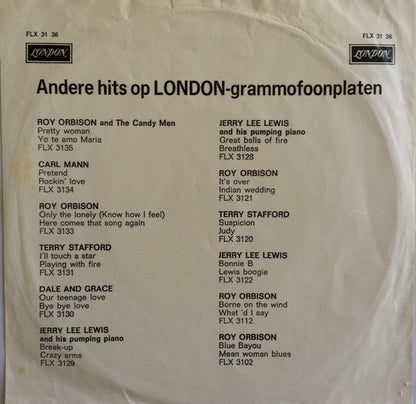 FLX 31 36
FLX 31 36
LONDON
LONDON
Andere hits op LONDON-grammofoonplaten
ROY ORBISON and The Candy Men
Pretty woman
Yo te amo Maria
FLX 3135
CARL MANN
Pretend
Rockin' love
FLX 3134
ROY ORBISON
Only the lonely (Know how I feel)
Here comes that song again
FLX 3133
TERRY STAFFORD
I'll touch a star
Playing with fire
FLX 3131
DALE AND GRACE
Our teenage love
Bye bye love
FLX 3130
JERRY LEE LEWIS
and his pumping piano
Break-up
Crazy arms
FLX 3129
JERRY LEE LEWIS
and his pumping piano
Great balls of fire
Breathless
FLX 3128
ROY ORBISON
It's over
Indian wedding
FLX 3121
TERRY STAFFORD
Suspicion
Judy
FLX 3120
JERRY LEE LEWIS
Bonnie B
Lewis boogie
FLX 3122
ROY ORBISON
Borne on the wind
What 'd I say
FLX 3112
ROY ORBISON
Blue Bayou
Mean woman blues
FLX 3102